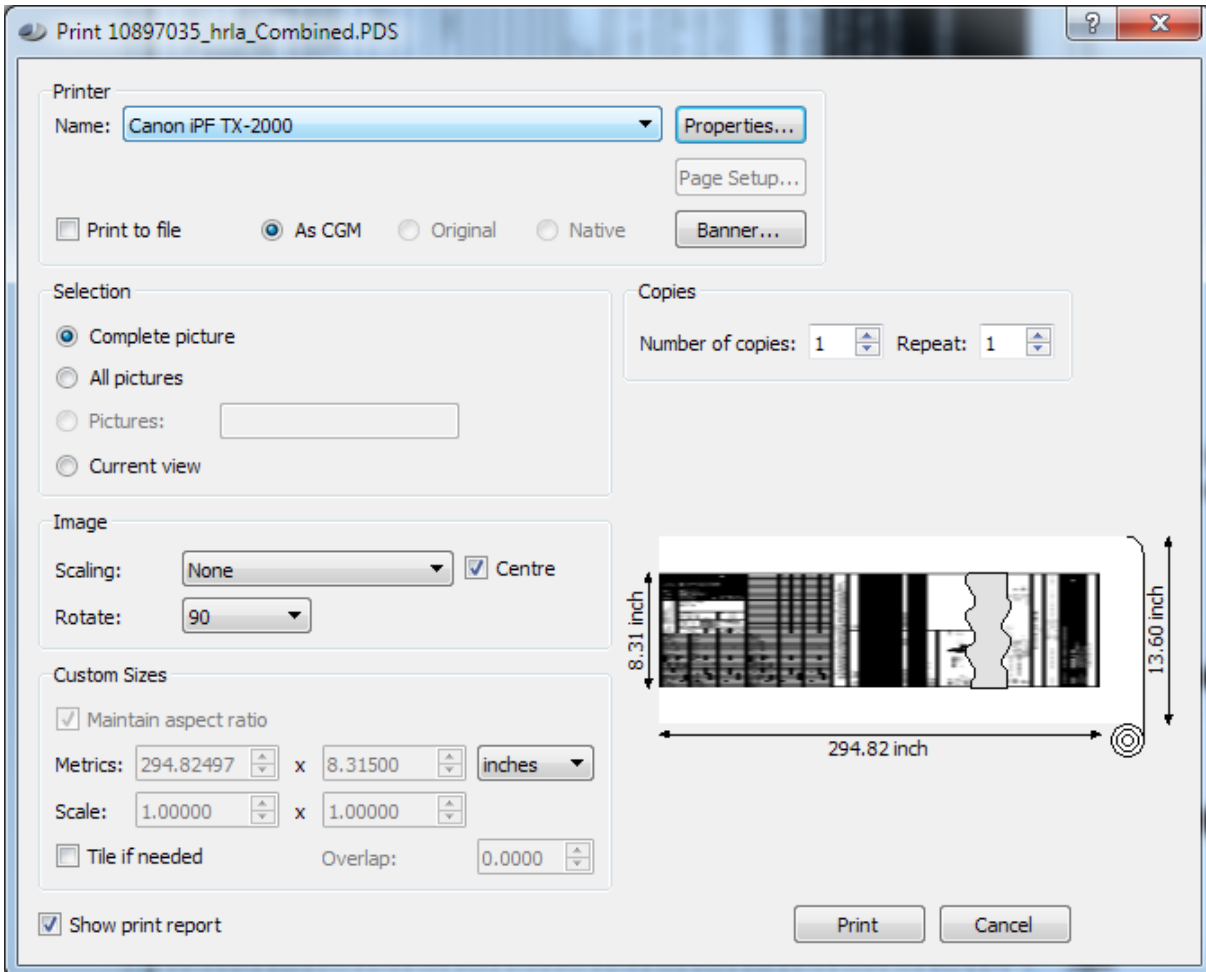 Print 10897035_hrla_Combined.PDS
Printer
Name: Canon iPF TX-2000 Properties...
Page Setup...
Print to file As CGM Original Native Banner...
Selection
Complete picture
All pictures
Pictures:
Current view
Copies
Number of copies: 1 Repeat: 1
Image
Scaling: None Centre
Rotate: 90
8.31 inch
13.60 inch
294.82 inch
Custom Sizes
Maintain aspect ratio
Metrics: 294.82497 x 8.31500 inches
Scale: 1.00000 x 1.00000
Tile if needed Overlap: 0.0000
Show print report Print Cancel